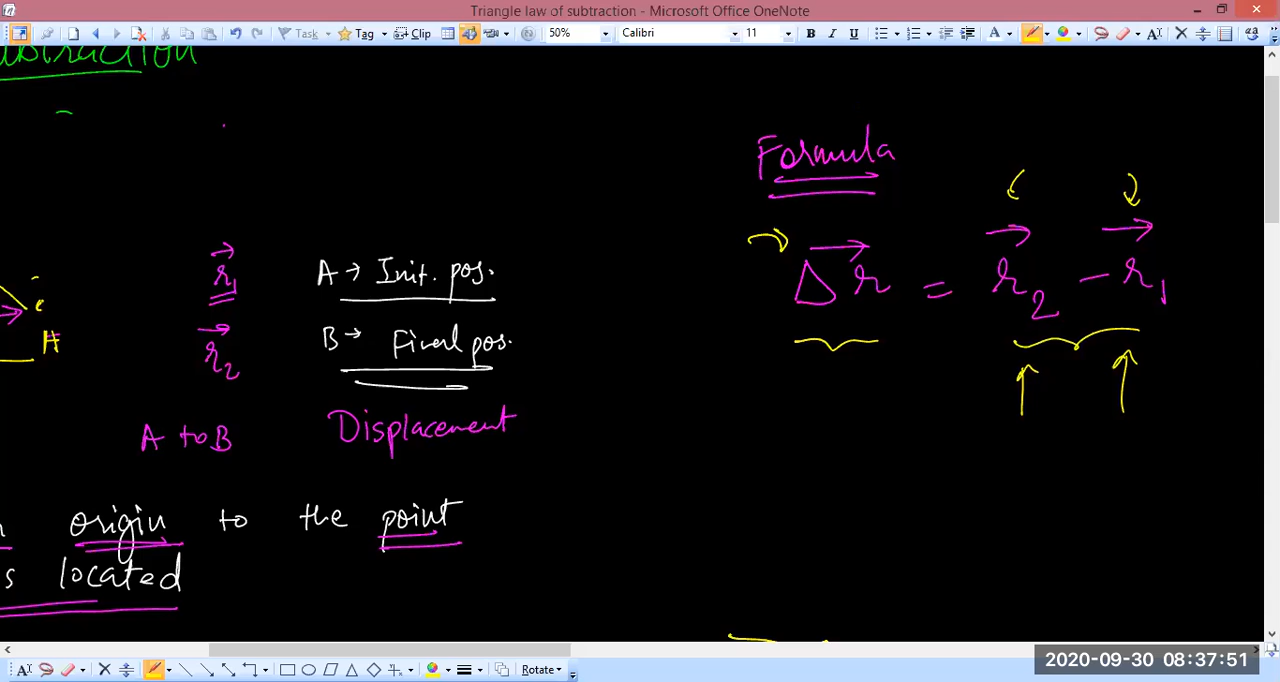 Triangle law of subtraction - Microsoft Office OneNote
Task Tag Clip 50% Calibri 11 B I U
Formula
r₁ A → Init. pos.
Δr = r₂ - r₁
r₂ B → Final pos.
A to B Displacement
origin to the point
s located
2020-09-30 08:37:51
Rotate